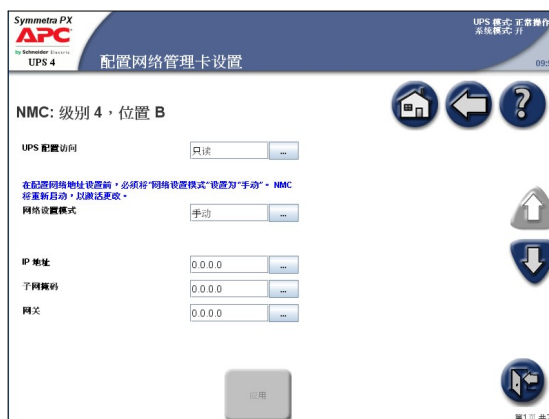 Symmetra PX
APC
by Schneider Electric
UPS 4
配置网络管理卡设置
UPS 模式: 正常操作
系统模式: 开
NMC: 级别 4，位置 B
UPS 配置访问
只读
...
在配置网络地址设置前，必须将“网络设置模式”设置为“手动”。NMC
将重新启动，以激活更改。
网络设置模式
手动
...
IP 地址
0.0.0.0
...
子网掩码
0.0.0.0
...
网关
0.0.0.0
...
应用